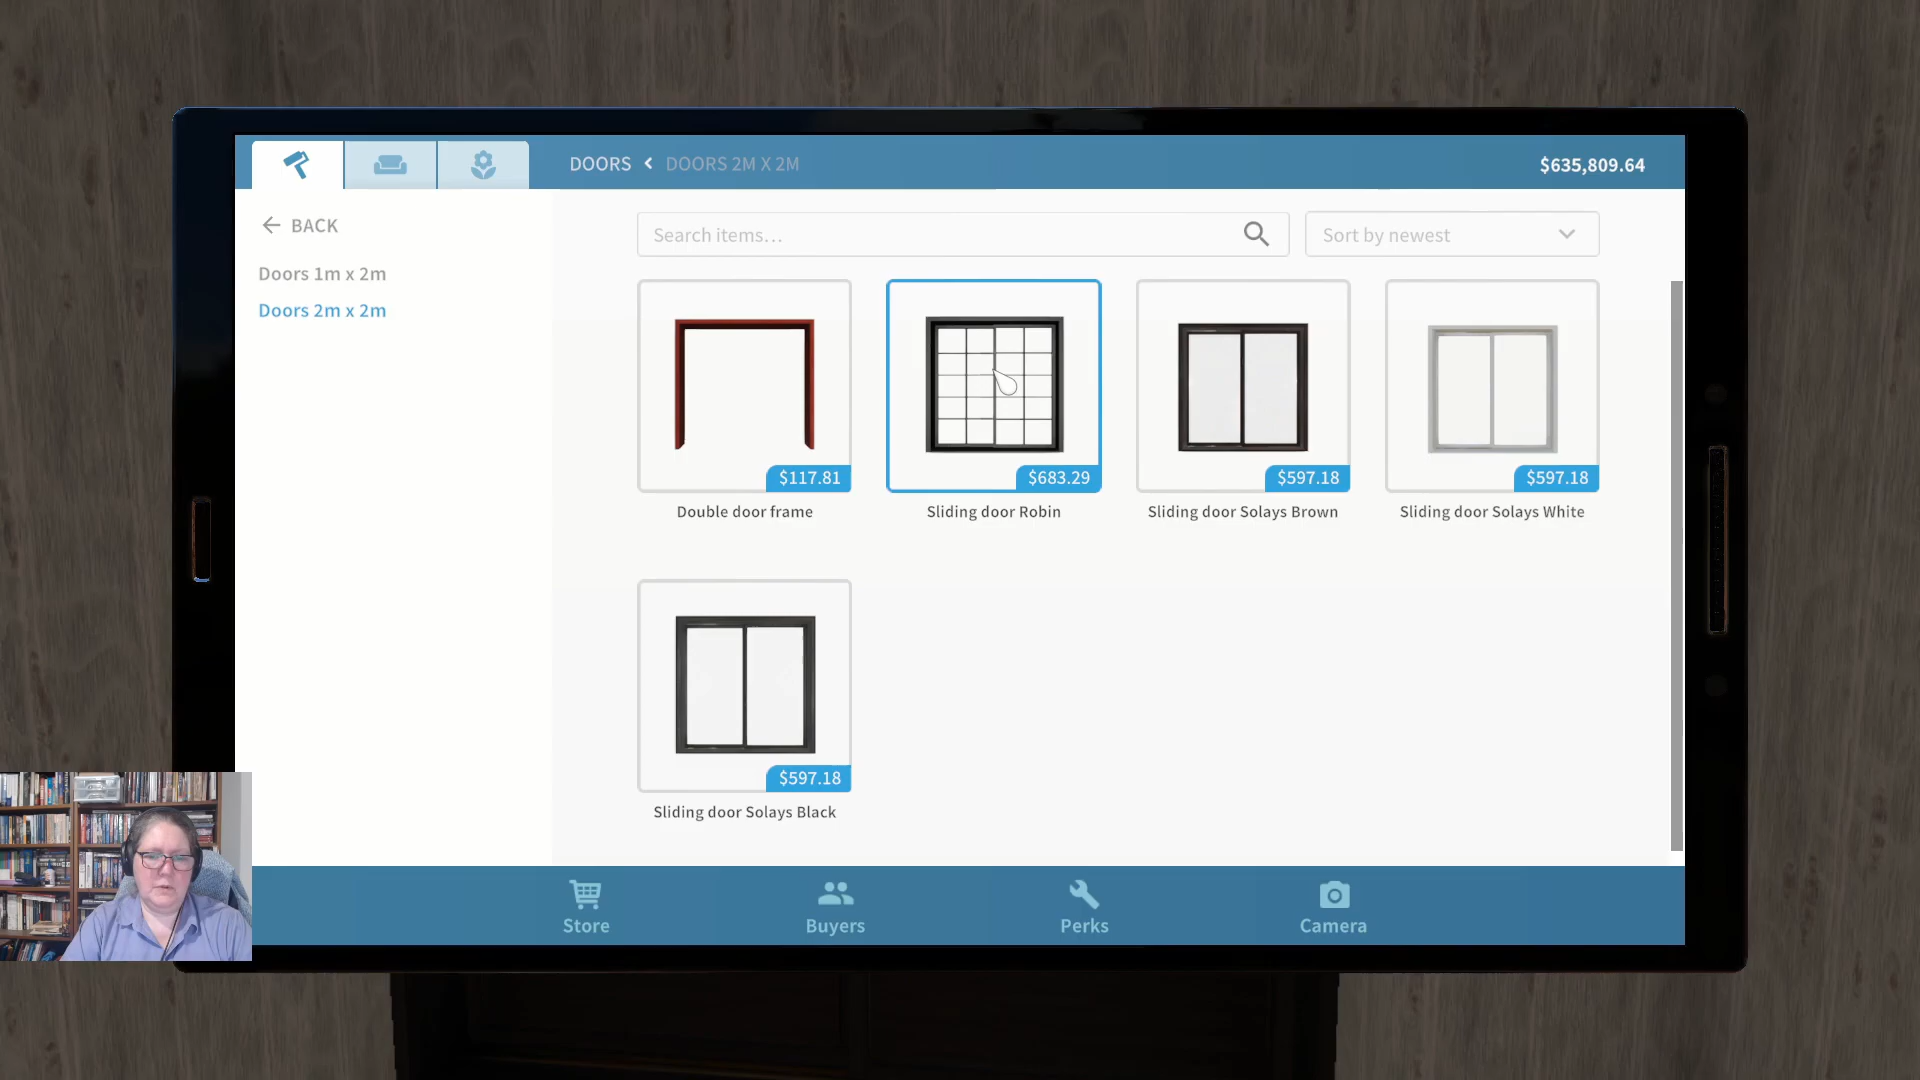 DOORS < DOORS 2M X 2M
$635,809.64
BACK
Doors 1m x 2m
Doors 2m x 2m
Search items...
Sort by newest
$117.81
Double door frame
$683.29
Sliding door Robin
$597.18
Sliding door Solays Brown
$597.18
Sliding door Solays White
$597.18
Sliding door Solays Black
Store
Buyers
Perks
Camera